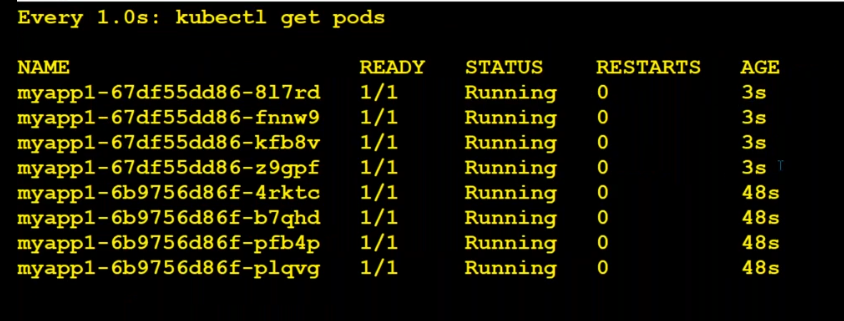 Every 1.0s: kubectl get pods
NAME READY STATUS RESTARTS AGE
myapp1-67df55dd86-8l7rd 1/1 Running 0 3s
myapp1-67df55dd86-fnnw9 1/1 Running 0 3s
myapp1-67df55dd86-kfb8v 1/1 Running 0 3s
myapp1-67df55dd86-z9gpf 1/1 Running 0 3s
myapp1-6b9756d86f-4rktc 1/1 Running 0 48s
myapp1-6b9756d86f-b7qhd 1/1 Running 0 48s
myapp1-6b9756d86f-pfb4p 1/1 Running 0 48s
myapp1-6b9756d86f-plqvg 1/1 Running 0 48s